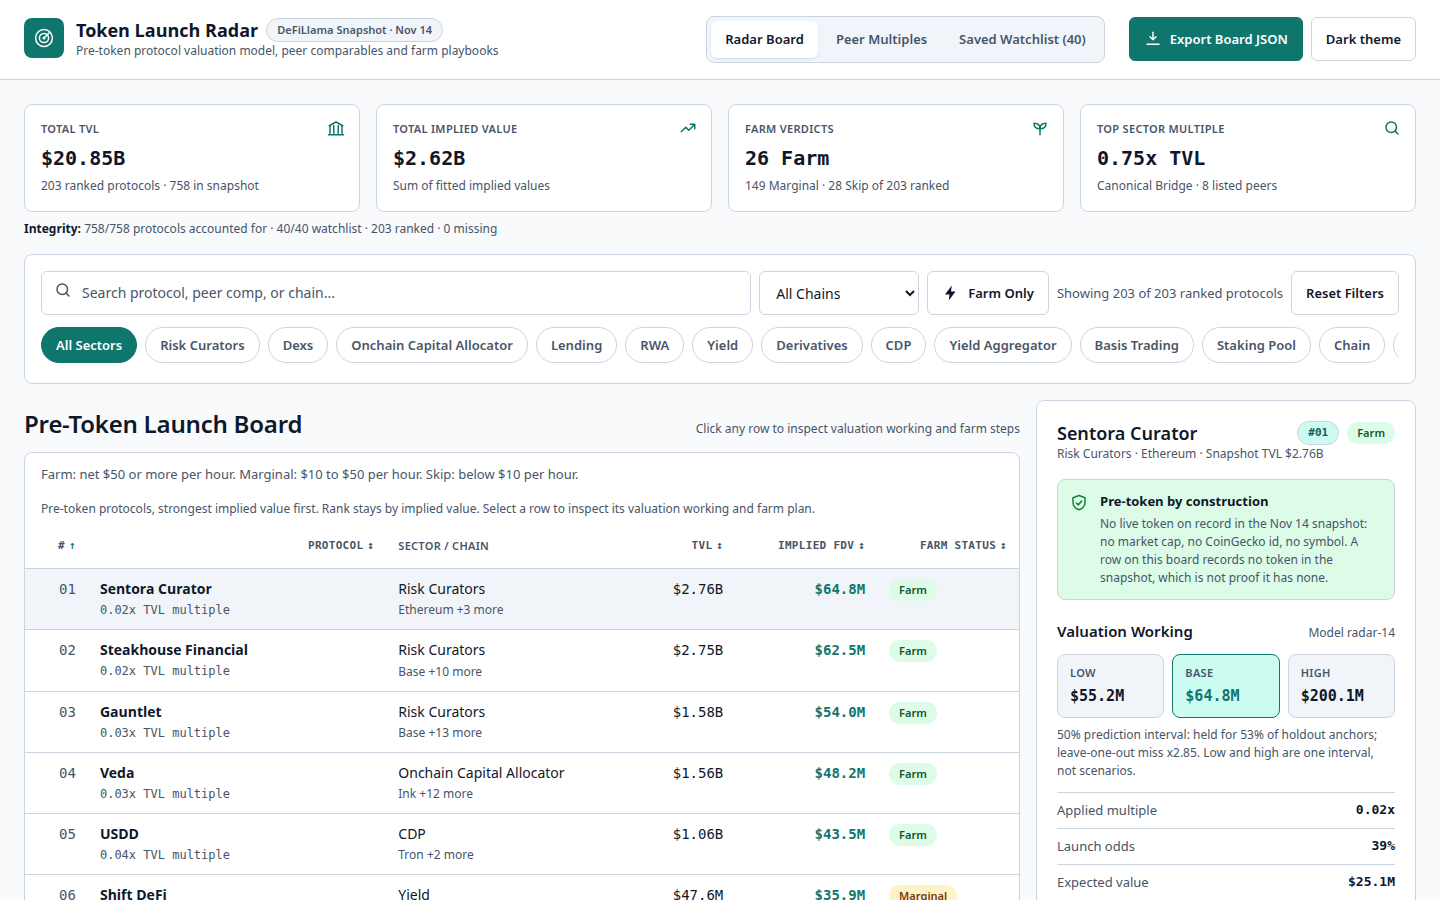 Token Launch Radar
DeFiLlama Snapshot · Nov 14
Pre-token protocol valuation model, peer comparables and farm playbooks
Radar Board
Peer Multiples
Saved Watchlist (40)
Export Board JSON
Dark theme
TOTAL TVL
$20.85B
203 ranked protocols · 758 in snapshot
TOTAL IMPLIED VALUE
$2.62B
Sum of fitted implied values
FARM VERDICTS
26 Farm
149 Marginal · 28 Skip of 203 ranked
TOP SECTOR MULTIPLE
0.75x TVL
Canonical Bridge · 8 listed peers
Integrity: 758/758 protocols accounted for · 40/40 watchlist · 203 ranked · 0 missing
Search protocol, peer comp, or chain...
All Chains
Farm Only
Showing 203 of 203 ranked protocols
Reset Filters
All Sectors
Risk Curators
Dexs
Onchain Capital Allocator
Lending
RWA
Yield
Derivatives
CDP
Yield Aggregator
Basis Trading
Staking Pool
Chain
Pre-Token Launch Board
Click any row to inspect valuation working and farm steps
Farm: net $50 or more per hour. Marginal: $10 to $50 per hour. Skip: below $10 per hour.
Pre-token protocols, strongest implied value first. Rank stays by implied value. Select a row to inspect its valuation working and farm plan.
# ↑ PROTOCOL ↕ SECTOR / CHAIN TVL ↕ IMPLIED FDV ↕ FARM STATUS ↕
01 Sentora Curator Risk Curators $2.76B $64.8M Farm
0.02x TVL multiple Ethereum +3 more
02 Steakhouse Financial Risk Curators $2.75B $62.5M Farm
0.02x TVL multiple Base +10 more
03 Gauntlet Risk Curators $1.58B $54.0M Farm
0.03x TVL multiple Base +13 more
04 Veda Onchain Capital Allocator $1.56B $48.2M Farm
0.03x TVL multiple Ink +12 more
05 USDD CDP $1.06B $43.5M Farm
0.04x TVL multiple Tron +2 more
06 Shift DeFi Yield $47.6M $35.9M Marginal
Sentora Curator
#01
Farm
Risk Curators · Ethereum · Snapshot TVL $2.76B
Pre-token by construction
No live token on record in the Nov 14 snapshot:
no market cap, no CoinGecko id, no symbol. A
row on this board records no token in the
snapshot, which is not proof it has none.
Valuation Working
Model radar-14
LOW
$55.2M
BASE
$64.8M
HIGH
$200.1M
50% prediction interval: held for 53% of holdout anchors;
leave-one-out miss x2.85. Low and high are one interval,
not scenarios.
Applied multiple 0.02x
Launch odds 39%
Expected value $25.1M